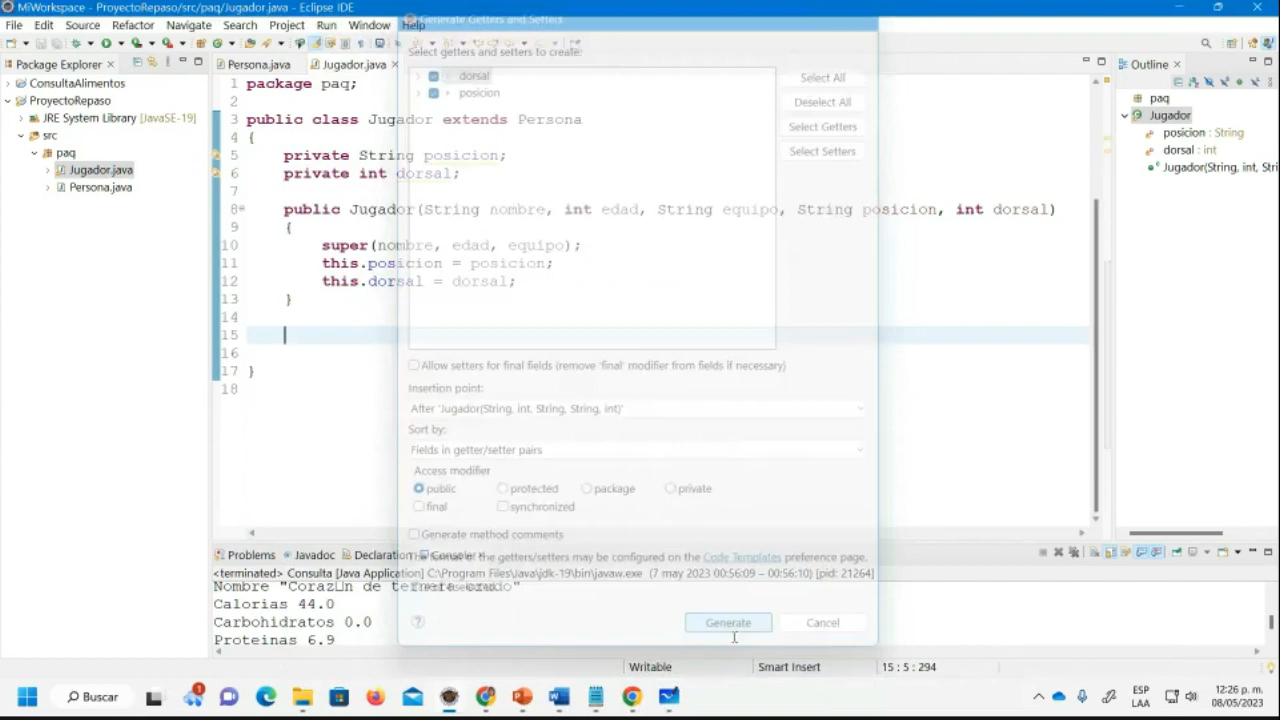 MiWorkspace - ProyectoRepaso/src/paq/Jugador.java - Eclipse IDE
File Edit Source Refactor Navigate Search Project Run Window Help
Generate Getters and Setters
Package Explorer
Persona.java
Jugador.java
Outline
ConsultaAlimentos
ProyectoRepaso
JRE System Library [JavaSE-19]
src
paq
Jugador.java
Persona.java
1 package paq;
2
3 public class Jugador extends Persona
4 {
5 private String posicion;
6 private int dorsal;
7
8 public Jugador(String nombre, int edad, String equipo, String posicion, int dorsal)
9 {
10 super(nombre, edad, equipo);
11 this.posicion = posicion;
12 this.dorsal = dorsal;
13 }
14
15
16
17 }
18
Select getters and setters to create:
dorsal
posicion
Select All
Deselect All
Select Getters
Select Setters
Allow setters for final fields (remove 'final' modifier from fields if necessary)
Insertion point:
After 'Jugador(String, int, String, String, int)'
Sort by:
Fields in getter/setter pairs
Access modifier
public protected package private
final synchronized
Generate method comments
The format of the getters/setters may be configured on the Code Templates preference page.
Generate
Cancel
paq
Jugador
posicion : String
dorsal : int
Jugador(String, int, Stri
Problems Javadoc Declaration Console
<terminated> Consulta [Java Application] C:\Program Files\Java\jdk-19\bin\javaw.exe (7 may 2023 00:56:09 – 00:56:10) [pid: 21264]
Calorias 44.0
Carbohidratos 0.0
Proteinas 6.9
Writable
Smart Insert
15 : 5 : 294
Buscar
1
ESP
LAA
12:26 p. m.
08/05/2023